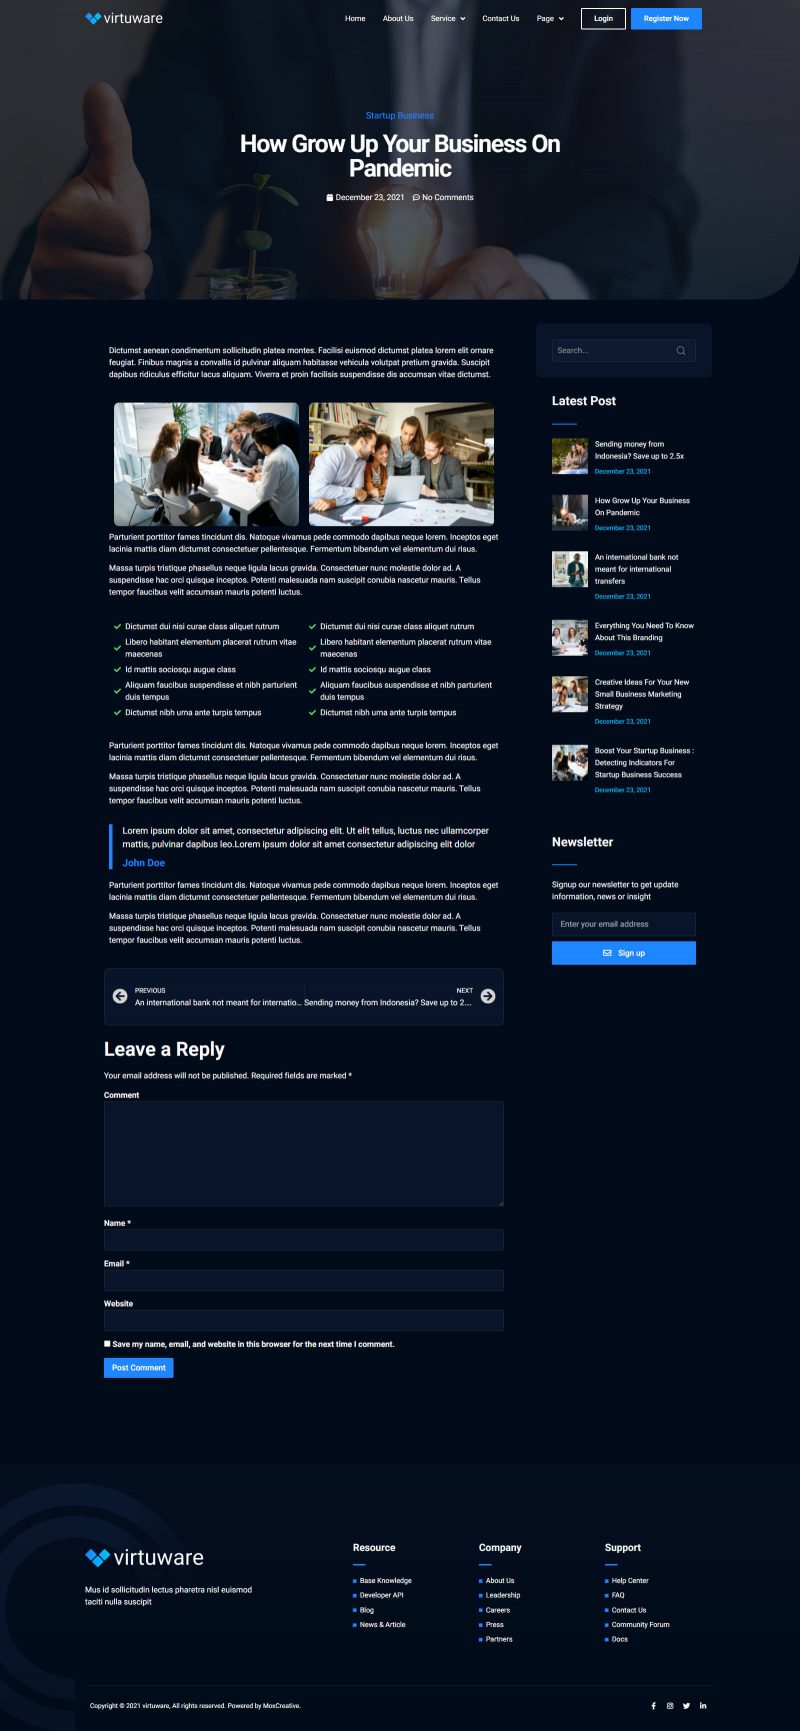 virtuware
Home About Us Service Contact Us Page Login Register Now
Startup Business
How Grow Up Your Business On
Pandemic
December 23, 2021 No Comments
Dictumst aenean condimentum sollicitudin platea montes. Facilisi euismod dictumst platea lorem elit ornare
feugiat. Finibus magnis a convallis id pulvinar aliquam habitasse vehicula volutpat pretium gravida. Suscipit
dapibus ridiculus efficitur lacus aliquam. Viverra et proin facilisis suspendisse dis accumsan vitae dictumst.
Parturient porttitor fames tincidunt dis. Natoque vivamus pede commodo dapibus neque lorem. Inceptos eget
lacinia mattis diam dictumst consectetuer pellentesque. Fermentum bibendum vel elementum dui risus.
Massa turpis tristique phasellus neque ligula lacus gravida. Consectetuer nunc molestie dolor ad. A
suspendisse hac orci quisque inceptos. Potenti malesuada nam suscipit conubia nascetur mauris. Tellus
tempor faucibus velit accumsan mauris potenti luctus.
Dictumst dui nisi curae class aliquet rutrum
Libero habitant elementum placerat rutrum vitae
maecenas
Id mattis sociosqu augue class
Aliquam faucibus suspendisse et nibh parturient
duis tempus
Dictumst nibh urna ante turpis tempus
Dictumst dui nisi curae class aliquet rutrum
Libero habitant elementum placerat rutrum vitae
maecenas
Id mattis sociosqu augue class
Aliquam faucibus suspendisse et nibh parturient
duis tempus
Dictumst nibh urna ante turpis tempus
Parturient porttitor fames tincidunt dis. Natoque vivamus pede commodo dapibus neque lorem. Inceptos eget
lacinia mattis diam dictumst consectetuer pellentesque. Fermentum bibendum vel elementum dui risus.
Massa turpis tristique phasellus neque ligula lacus gravida. Consectetuer nunc molestie dolor ad. A
suspendisse hac orci quisque inceptos. Potenti malesuada nam suscipit conubia nascetur mauris. Tellus
tempor faucibus velit accumsan mauris potenti luctus.
Lorem ipsum dolor sit amet, consectetur adipiscing elit. Ut elit tellus, luctus nec ullamcorper
mattis, pulvinar dapibus leo.Lorem ipsum dolor sit amet consectetur adipiscing elit dolor
John Doe
Parturient porttitor fames tincidunt dis. Natoque vivamus pede commodo dapibus neque lorem. Inceptos eget
lacinia mattis diam dictumst consectetuer pellentesque. Fermentum bibendum vel elementum dui risus.
Massa turpis tristique phasellus neque ligula lacus gravida. Consectetuer nunc molestie dolor ad. A
suspendisse hac orci quisque inceptos. Potenti malesuada nam suscipit conubia nascetur mauris. Tellus
tempor faucibus velit accumsan mauris potenti luctus.
PREVIOUS
An international bank not meant for internatio...
NEXT
Sending money from Indonesia? Save up to 2....
Leave a Reply
Your email address will not be published. Required fields are marked *
Comment
Name *
Email *
Website
Save my name, email, and website in this browser for the next time I comment.
Post Comment
Search...
Latest Post
Sending money from
Indonesia? Save up to 2.5x
December 23, 2021
How Grow Up Your Business
On Pandemic
December 23, 2021
An international bank not
meant for international
transfers
December 23, 2021
Everything You Need To Know
About This Branding
December 23, 2021
Creative Ideas For Your New
Small Business Marketing
Strategy
December 23, 2021
Boost Your Startup Business :
Detecting Indicators For
Startup Business Success
December 23, 2021
Newsletter
Signup our newsletter to get update
information, news or insight
Enter your email address
Sign up
virtuware
Mus id sollicitudin lectus pharetra nisl euismod
taciti nulla suscipit
Resource
Base Knowledge
Developer API
Blog
News & Article
Company
About Us
Leadership
Careers
Press
Partners
Support
Help Center
FAQ
Contact Us
Community Forum
Docs
Copyright © 2021 virtuware, All rights reserved. Powered by MoxCreative.